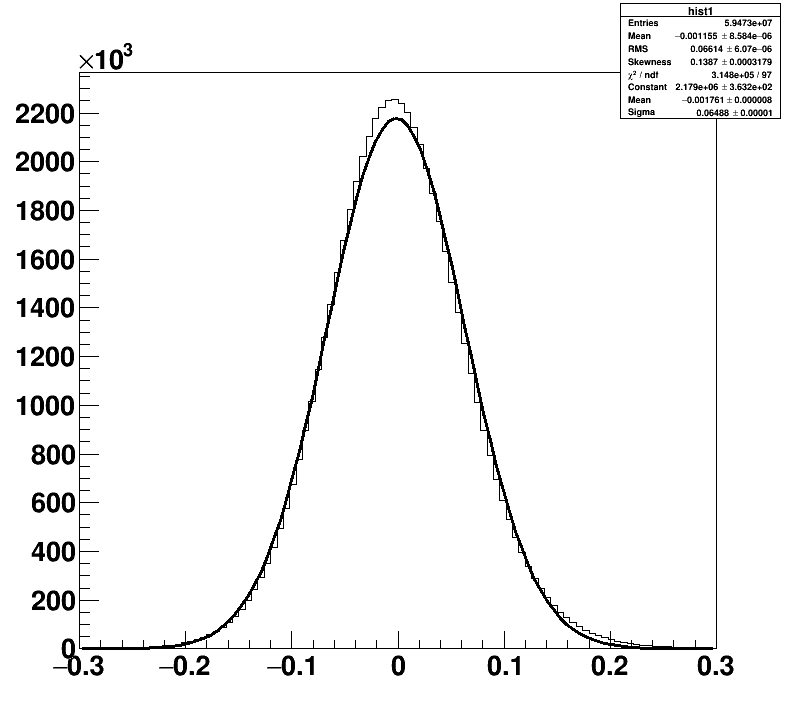 hist1
Entries 5.9473e+07
Mean −0.001155 ± 8.584e−06
RMS 0.06614 ± 6.07e−06
Skewness 0.1387 ± 0.0003179
χ² / ndf 3.148e+05 / 97
Constant 2.179e+06 ± 3.632e+02
Mean −0.001761 ± 0.000008
Sigma 0.06488 ± 0.00001
×10³
2200
2000
1800
1600
1400
1200
1000
800
600
400
200
0
−0.3 −0.2 −0.1 0 0.1 0.2 0.3